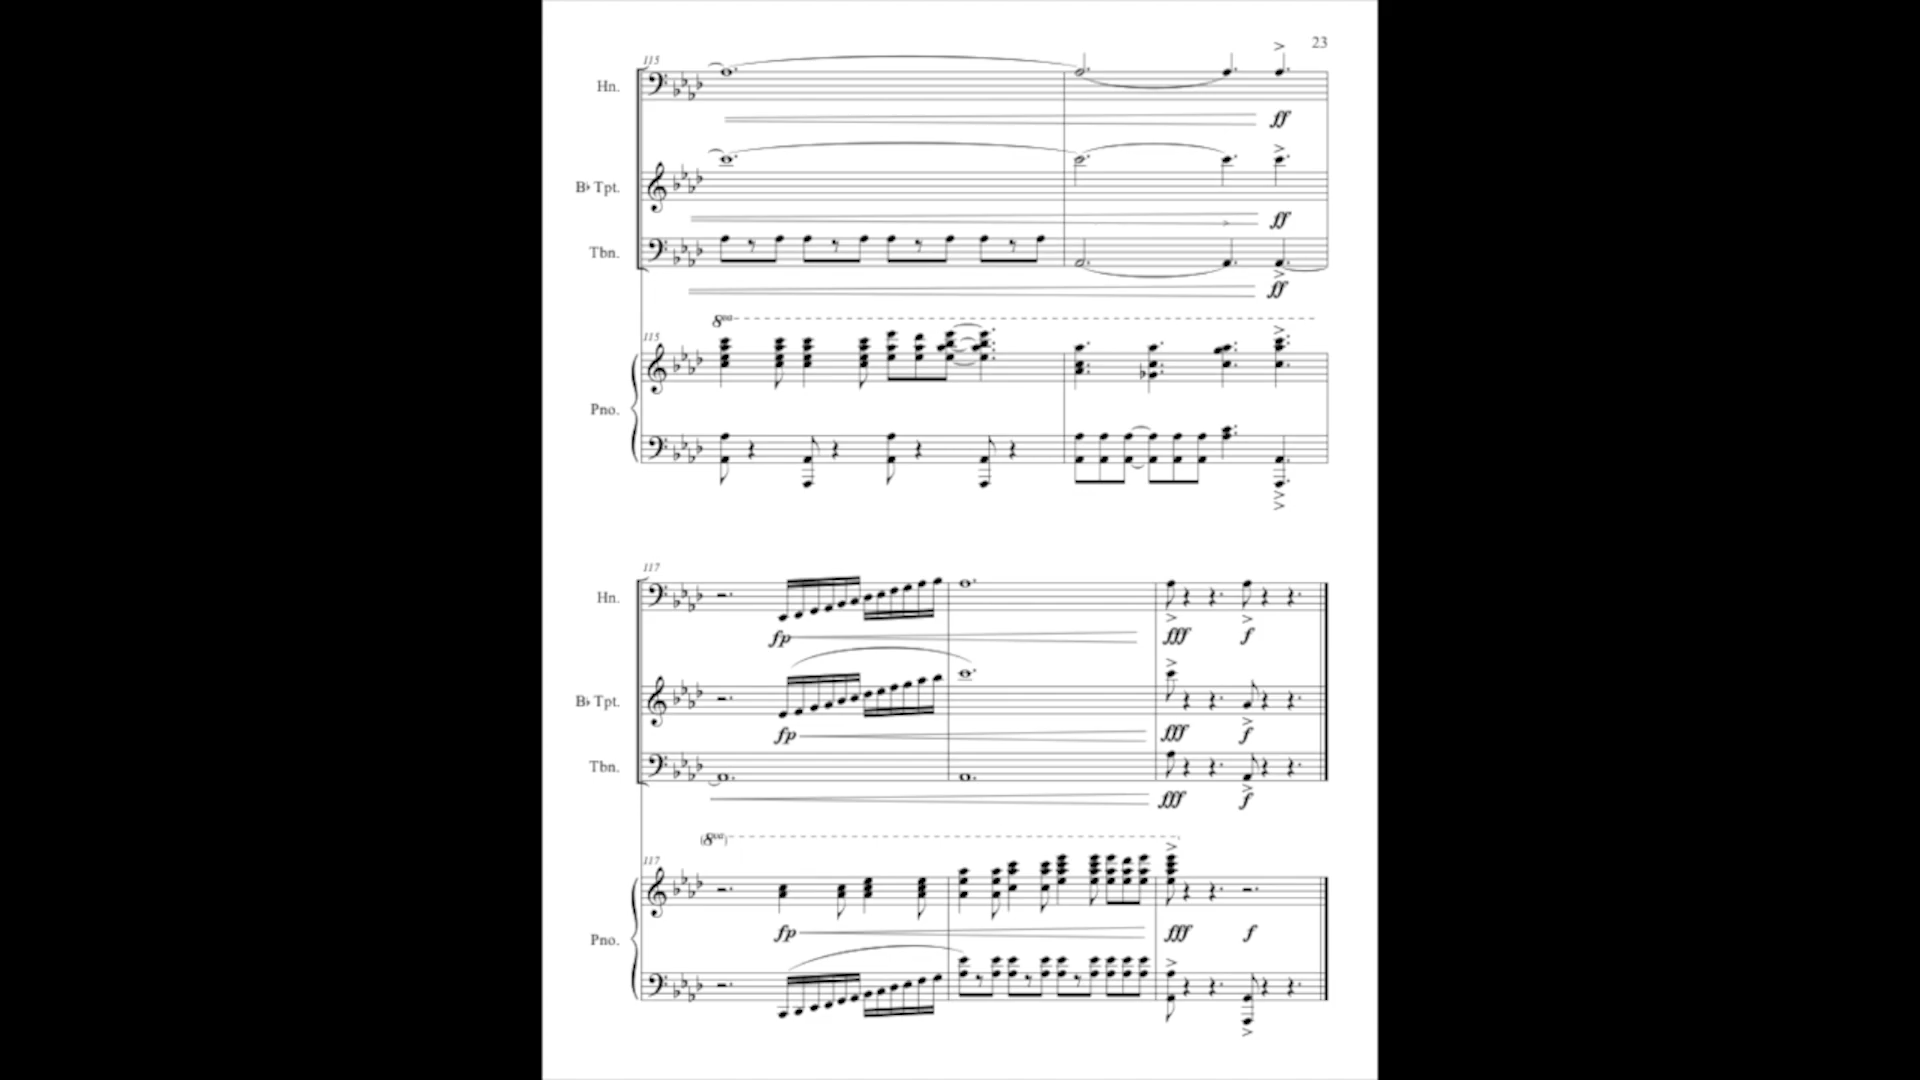 23
115
Hn.
ff
B♭ Tpt.
ff
Tbn.
ff
8va
115
Pno.
117
Hn.
fp fff f
B♭ Tpt.
fp fff f
Tbn.
fff f
(8va)
117
fp fff f
Pno.